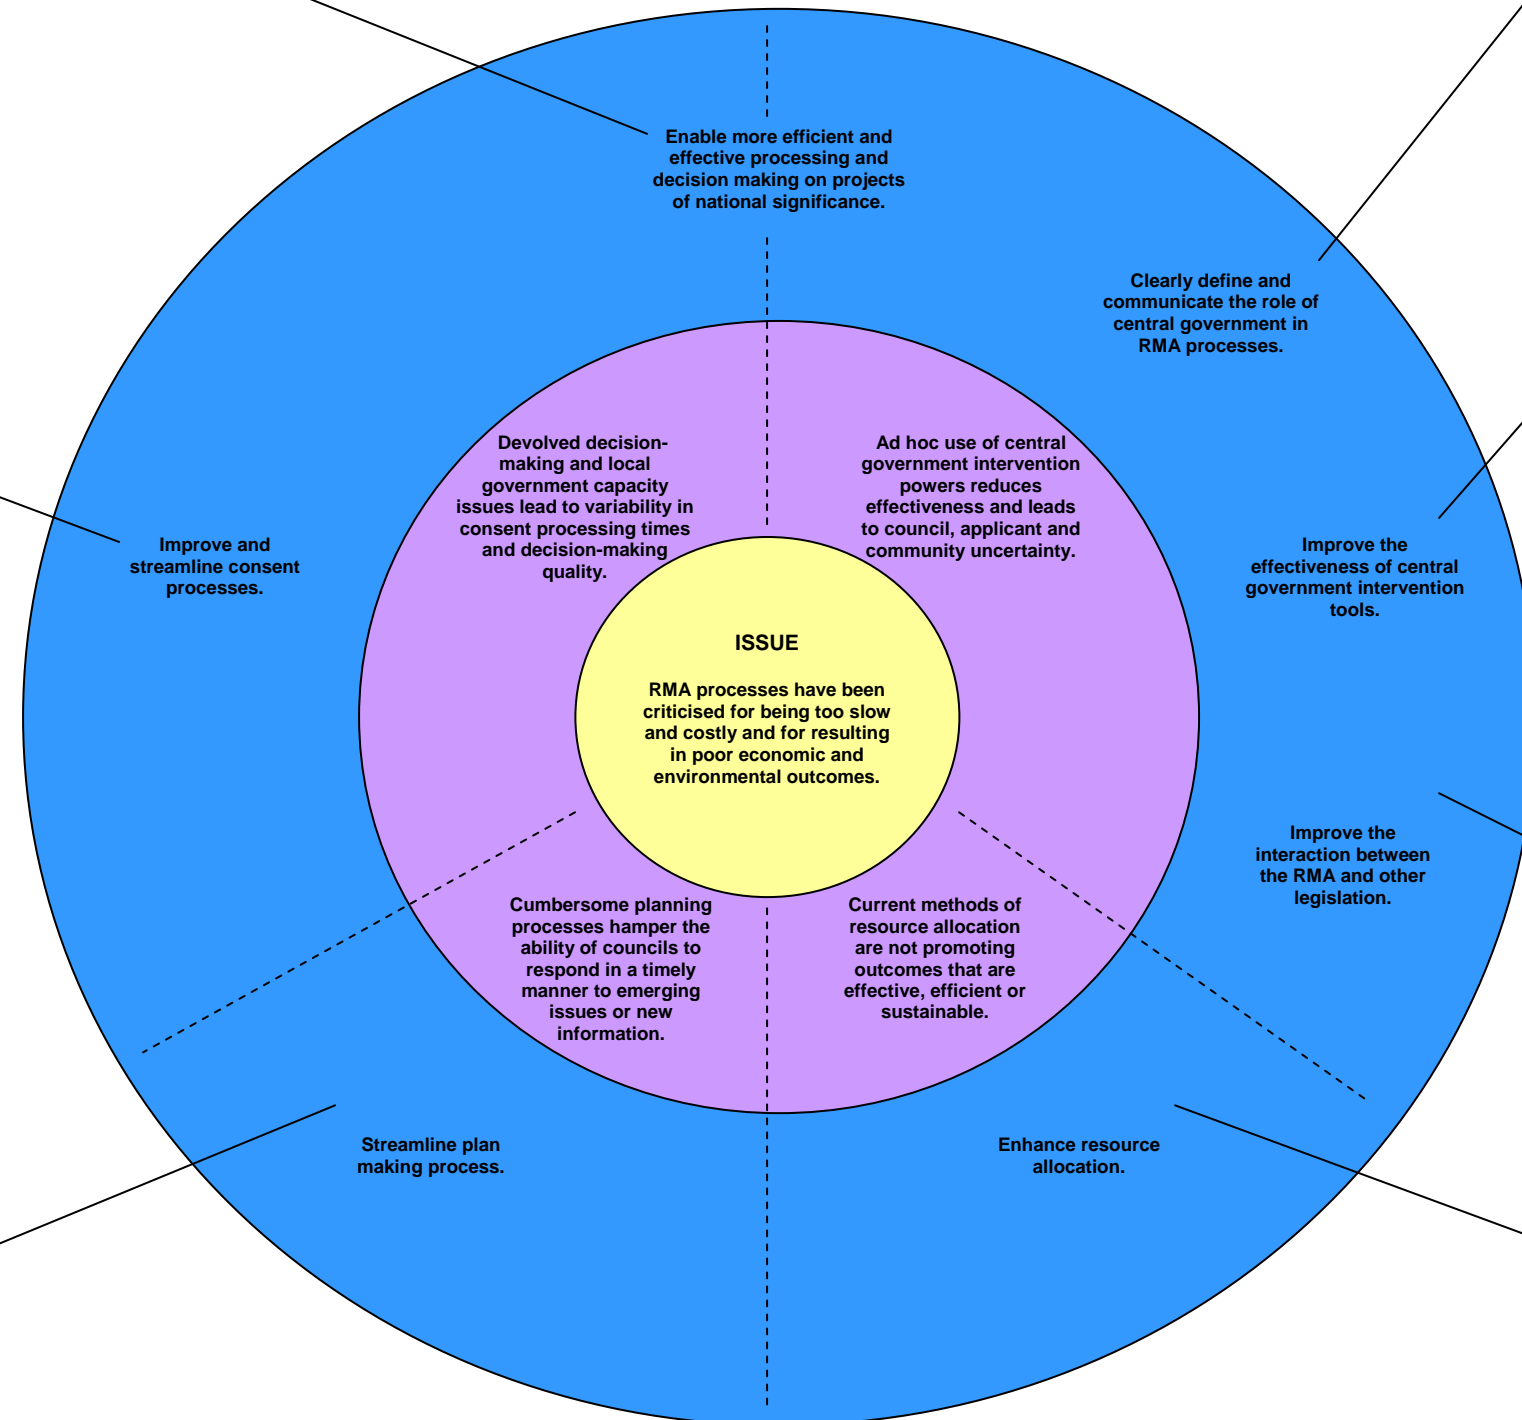 Enable more efficient and
effective processing and
decision making on projects
of national significance.
Clearly define and
communicate the role of
central government in
RMA processes.
Devolved decision-
making and local
government capacity
issues lead to variability in
consent processing times
and decision-making
quality.
Ad hoc use of central
government intervention
powers reduces
effectiveness and leads
to council, applicant and
community uncertainty.
Improve and
streamline consent
processes.
Improve the
effectiveness of central
government intervention
tools.
ISSUE
RMA processes have been
criticised for being too slow
and costly and for resulting
in poor economic and
environmental outcomes.
Improve the
interaction between
the RMA and other
legislation.
Cumbersome planning
processes hamper the
ability of councils to
respond in a timely
manner to emerging
issues or new
information.
Current methods of
resource allocation
are not promoting
outcomes that are
effective, efficient or
sustainable.
Streamline plan
making process.
Enhance resource
allocation.